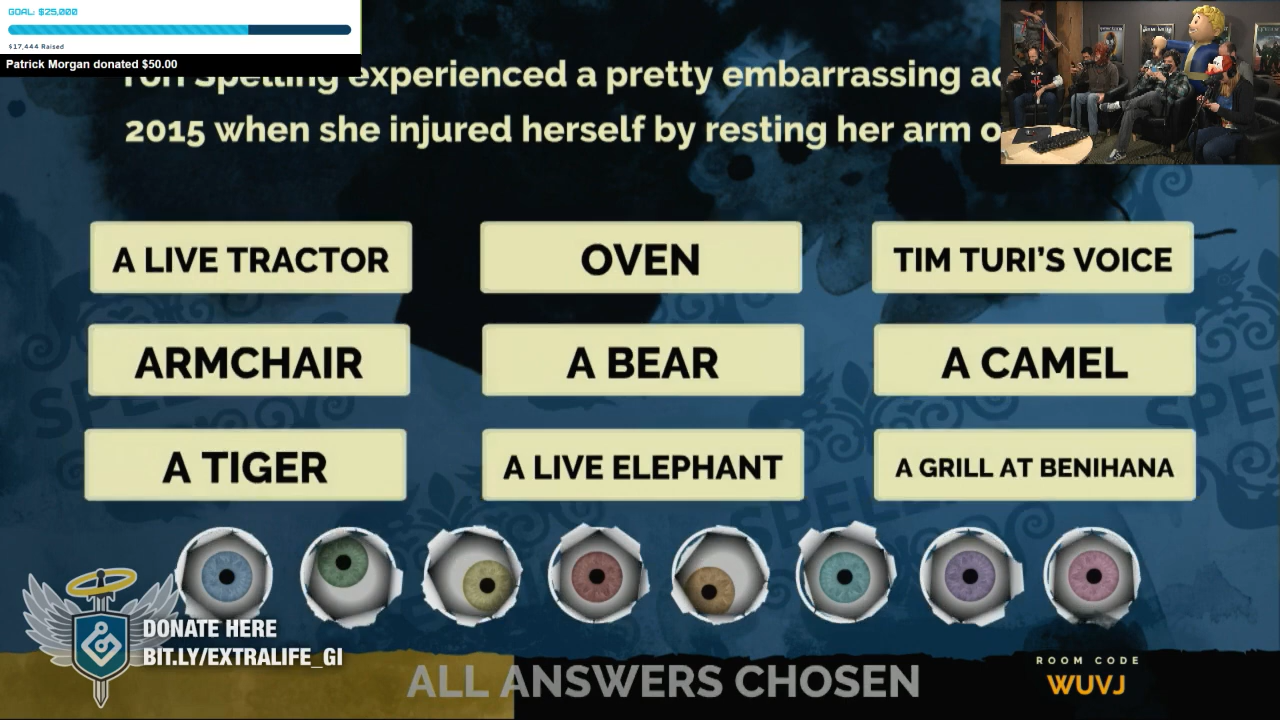 GOAL: $25,000
$17,444 Raised
Patrick Morgan donated $50.00
Tori Spelling experienced a pretty embarrassing
2015 when she injured herself by resting her arm
A LIVE TRACTOR
OVEN
TIM TURI'S VOICE
ARMCHAIR
A BEAR
A CAMEL
A TIGER
A LIVE ELEPHANT
A GRILL AT BENIHANA
DONATE HERE
BIT.LY/EXTRALIFE_GI
ALL ANSWERS CHOSEN
ROOM CODE
WUVJ